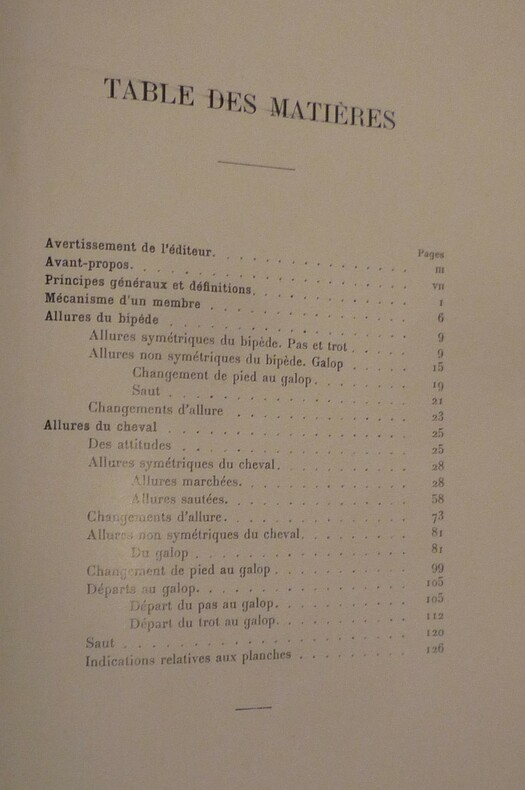 TABLE DES MATIÈRES
Pages
Avertissement de l'éditeur. . . . . . . . . . . . III
Avant-propos. . . . . . . . . . . . VII
Principes généraux et définitions. . . . . . . . . . . . 1
Mécanisme d'un membre . . . . . . . . . . . . 6
Allures du bipède . . . . . . . . . . . . 9
Allures symétriques du bipède. Pas et trot . . . . 9
Allures non symétriques du bipède. Galop . . . . 15
Changement de pied au galop. . . . . . 19
Saut . . . . . . . . . . . . 21
Changements d'allure . . . . . . . . . . 23
Allures du cheval . . . . . . . . . . . . 25
Des attitudes . . . . . . . . . . . . 25
Allures symétriques du cheval. . . . . . . . 28
Allures marchées. . . . . . . . . . 28
Allures sautées. . . . . . . . . . . 58
Changements d'allure. . . . . . . . . . . 73
Allures non symétriques du cheval. . . . . . . 81
Du galop . . . . . . . . . . . . 81
Changement de pied au galop . . . . . . . . 99
Départs au galop. . . . . . . . . . . . 105
Départ du pas au galop. . . . . . . . 105
Départ du trot au galop. . . . . . . . 112
Saut . . . . . . . . . . . . . . . 120
Indications relatives aux planches . . . . . . . 126